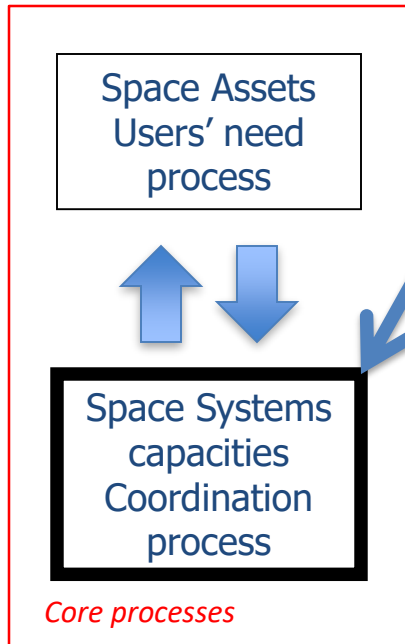 Space Assets
Users’ need
process
Space Systems
capacities
Coordination
process
Core processes